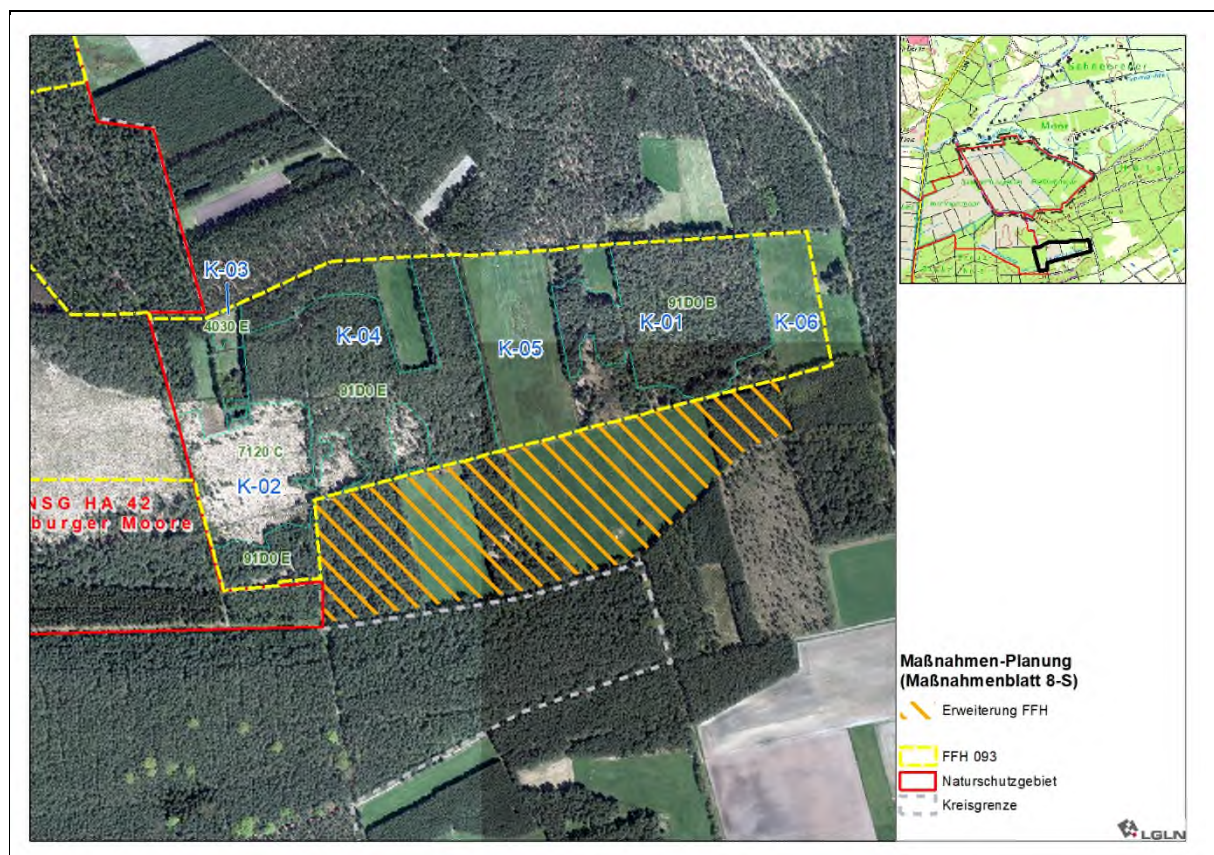 K-03
4030 E
K-04
K-05
91D0 B
K-01
K-06
91D0 E
7120 C
K-02
NSG HA 42
burger Moore
91D0 E
Moor
Maßnahmen-Planung
(Maßnahmenblatt 8-S)
Erweiterung FFH
FFH 093
Naturschutzgebiet
Kreisgrenze
LGLN